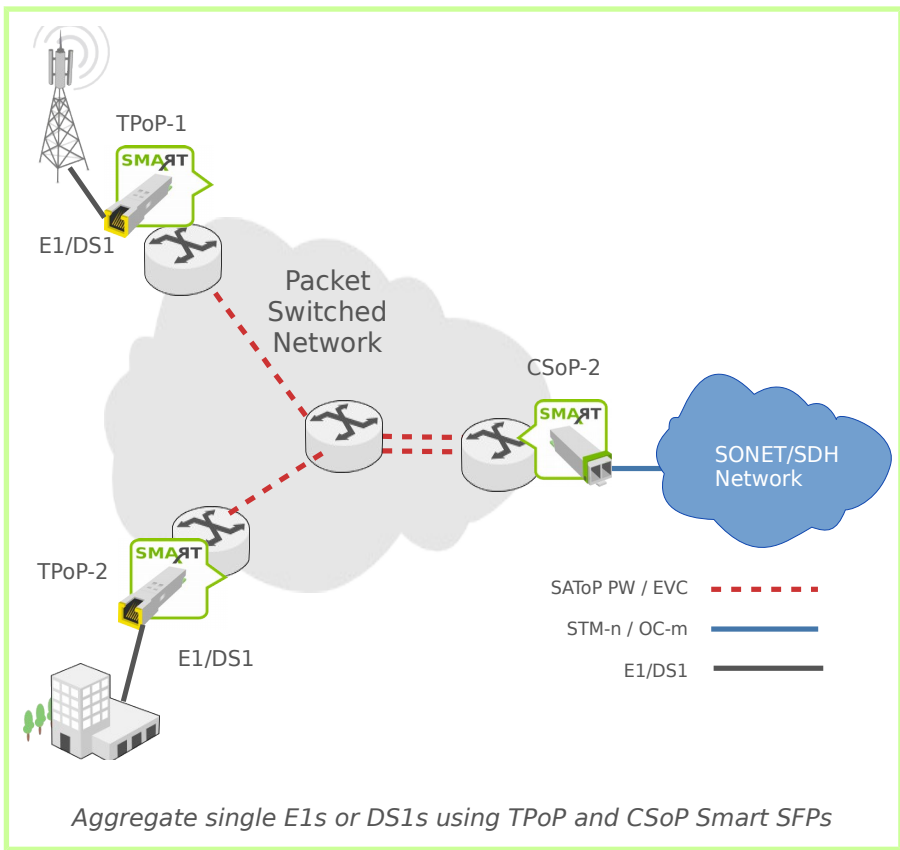 TPoP-1
SMART
E1/DS1
Packet
Switched
Network
CSoP-2
SMART
SONET/SDH
Network
SMART
TPoP-2
E1/DS1
SAToP PW / EVC
STM-n / OC-m
E1/DS1
Aggregate single E1s or DS1s using TPoP and CSoP Smart SFPs